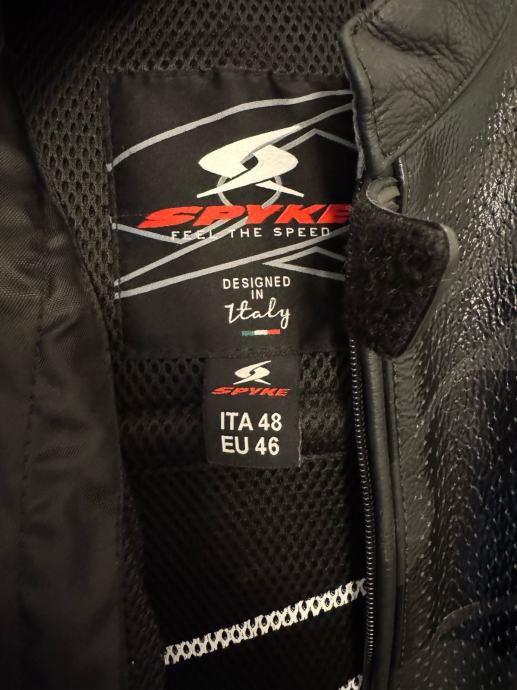 SPYKE
FEEL THE SPEED
DESIGNED
IN
Italy
SPYKE
ITA 48
EU 46